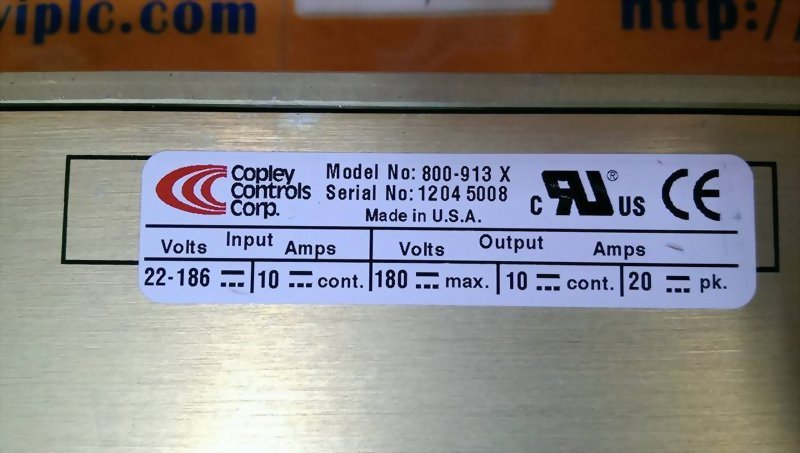 viplc.com
http://
Copley Controls Corp.
Model No: 800-913 X
Serial No: 1204 5008
Made in U.S.A.
C RU ® US CE
Input Output
Volts Amps Volts Amps
22-186 ⎓ 10 ⎓ cont. 180 ⎓ max. 10 ⎓ cont. 20 ⎓ pk.